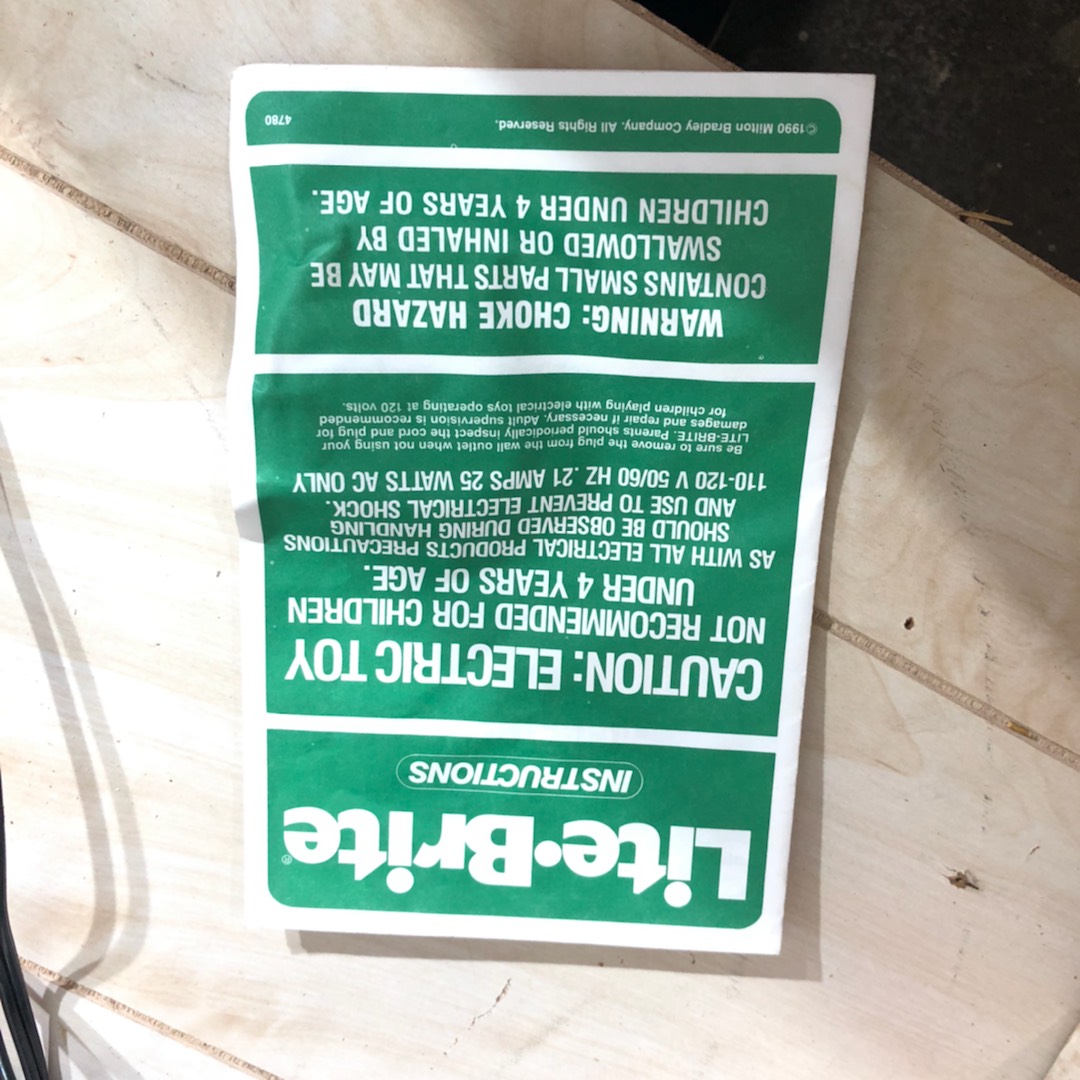 Lite•Brite®
INSTRUCTIONS
CAUTION: ELECTRIC TOY
NOT RECOMMENDED FOR CHILDREN
UNDER 4 YEARS OF AGE.
AS WITH ALL ELECTRICAL PRODUCTS PRECAUTIONS
SHOULD BE OBSERVED DURING HANDLING
AND USE TO PREVENT ELECTRICAL SHOCK.
110-120 V 50/60 HZ .21 AMPS 25 WATTS AC ONLY
Be sure to remove the plug from the wall outlet when not using your
LITE-BRITE. Parents should periodically inspect the cord and plug for
damages and repair if necessary. Adult supervision is recommended
for children playing with electrical toys operating at 120 volts.
WARNING: CHOKE HAZARD
CONTAINS SMALL PARTS THAT MAY BE
SWALLOWED OR INHALED BY
CHILDREN UNDER 4 YEARS OF AGE.
©1990 Milton Bradley Company. All Rights Reserved.
4780